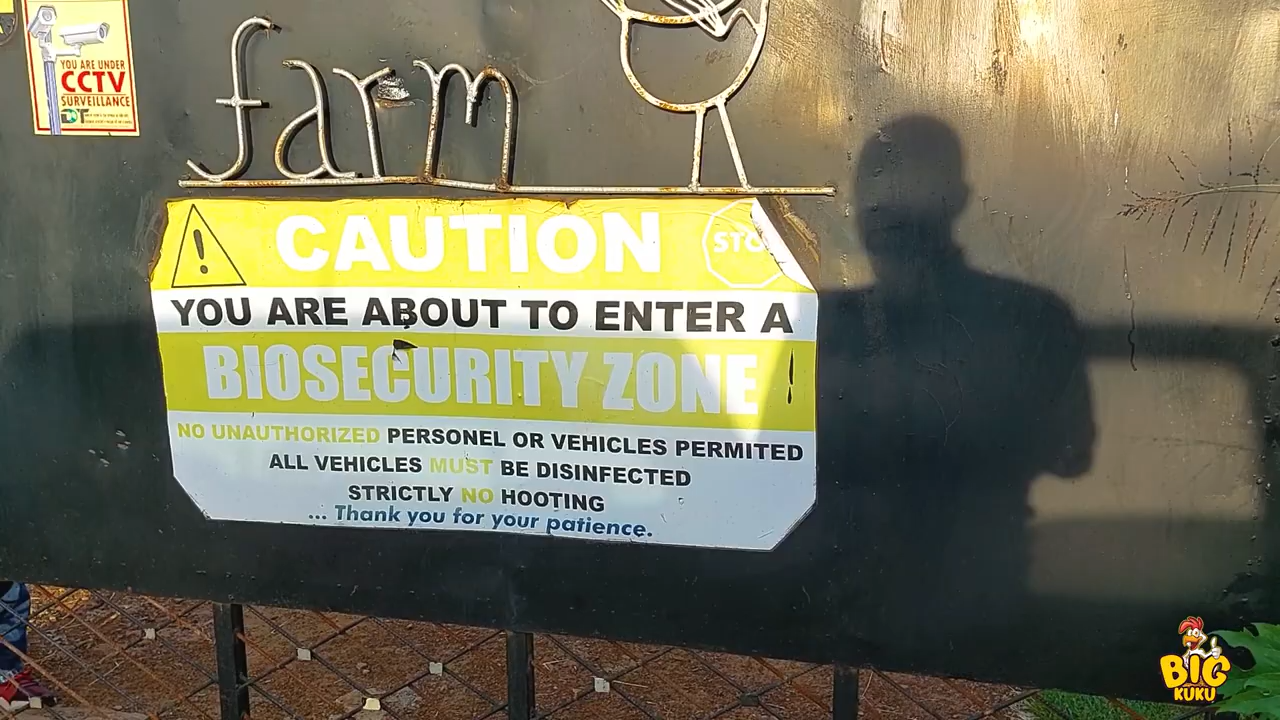 YOU ARE UNDER
CCTV
SURVEILLANCE
farm
CAUTION
STOP
YOU ARE ABOUT TO ENTER A
BIOSECURITY ZONE
NO UNAUTHORIZED PERSONEL OR VEHICLES PERMITED
ALL VEHICLES MUST BE DISINFECTED
STRICTLY NO HOOTING
... Thank you for your patience.
BIG
KUKU